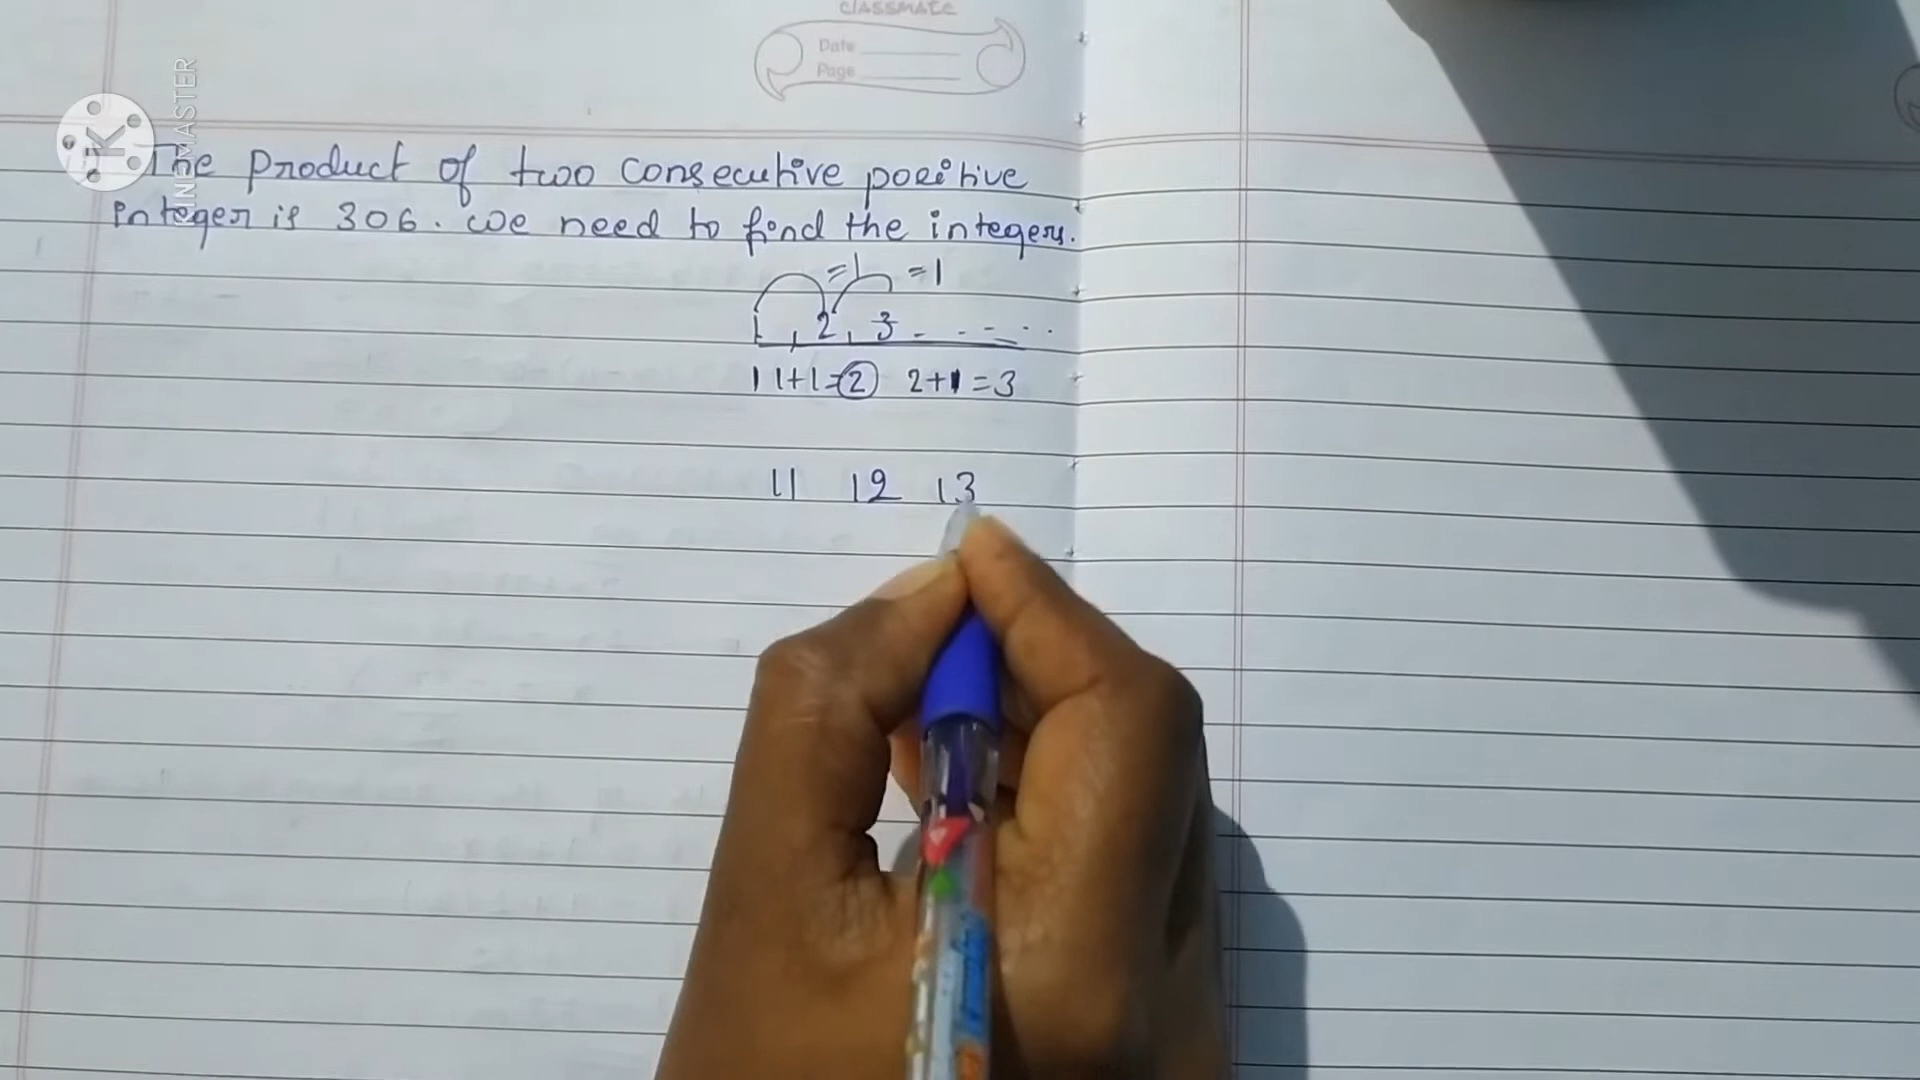 classmate
Date
Page
KINEMASTER
The product of two consecutive positive
integer is 306. we need to find the integers.
=1 =1
1, 2, 3 - - - - . .
1 1+1=2 2+1=3
11 12 13